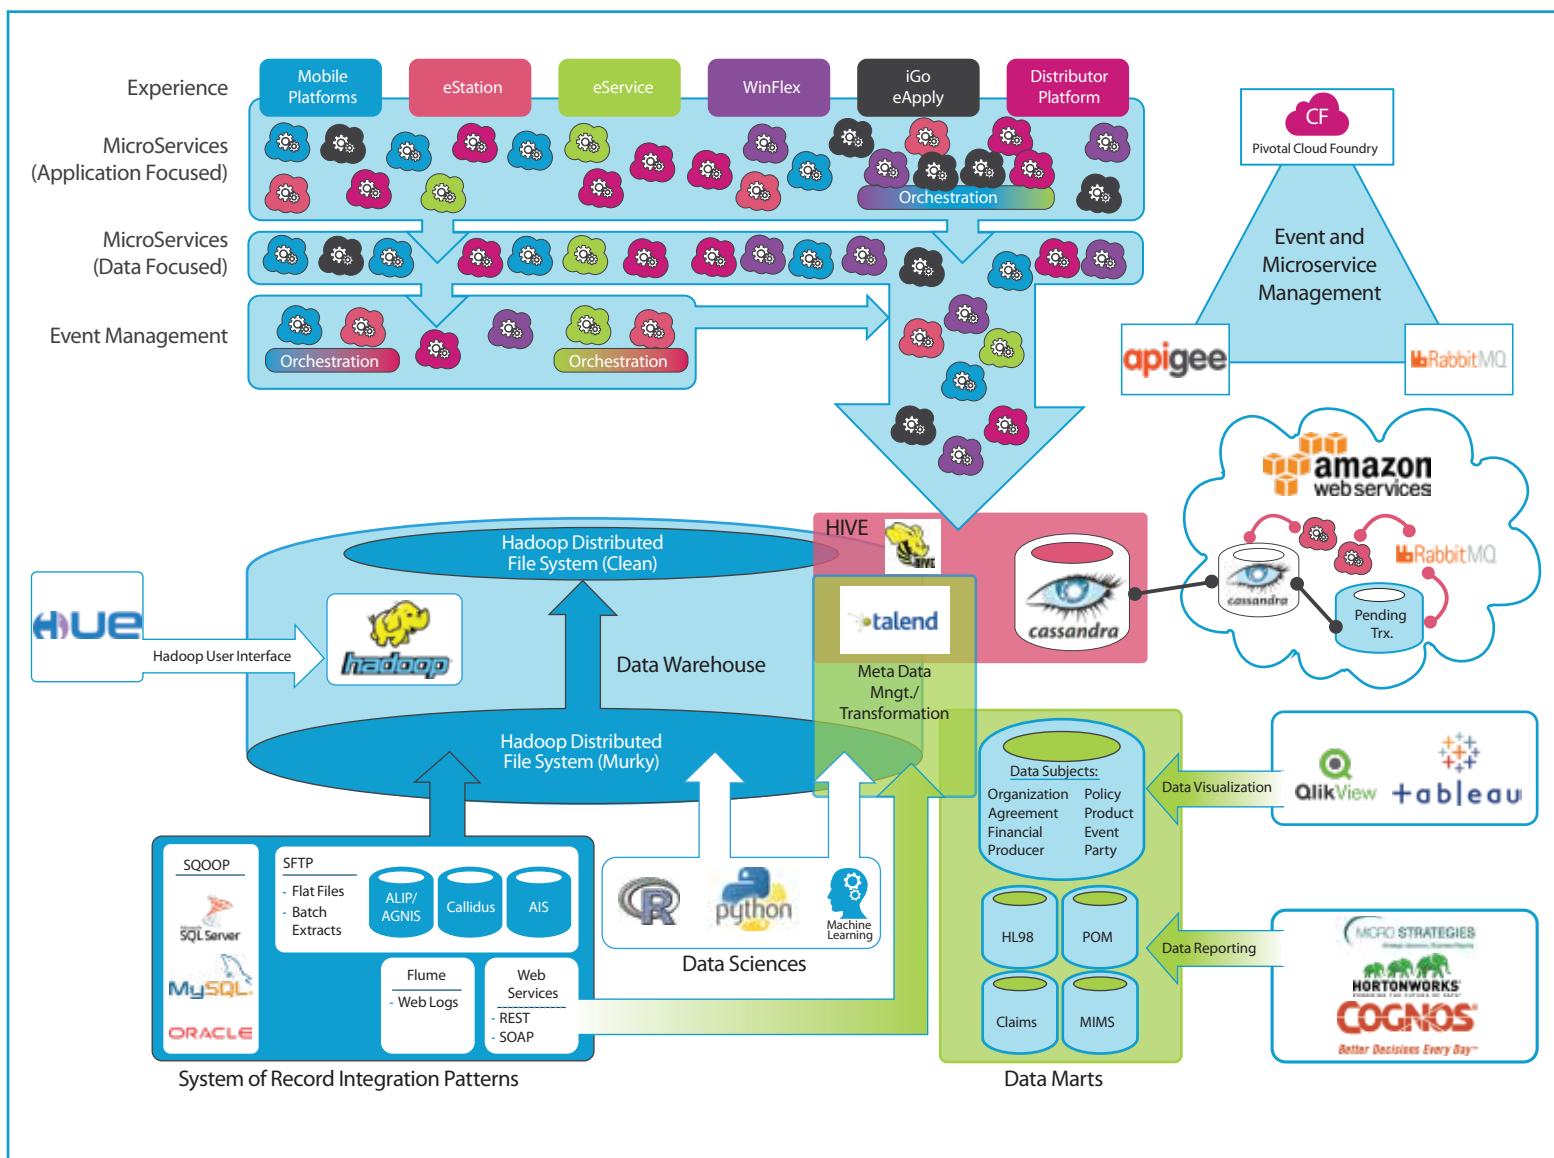 Experience
Mobile
Platforms
eStation
eService
WinFlex
iGo
eApply
Distributor
Platform
MicroServices
(Application Focused)
Orchestration
MicroServices
(Data Focused)
Event Management
Orchestration
Orchestration
CF
Pivotal Cloud Foundry
Event and
Microservice
Management
apigee
RabbitMQ
amazon
web services
RabbitMQ
cassandra
Pending
Trx.
HIVE
HIVE
cassandra
talend
Meta Data
Mngt./
Transformation
Hadoop Distributed
File System (Clean)
HUE
Hadoop User Interface
hadoop
Data Warehouse
Hadoop Distributed
File System (Murky)
SQOOP
SQL Server
MySQL
ORACLE
SFTP
- Flat Files
- Batch
Extracts
ALIP/
AGNIS
Callidus
AIS
Flume
- Web Logs
Web
Services
- REST
- SOAP
System of Record Integration Patterns
R
python
Machine
Learning
Data Sciences
Data Subjects:
Organization Policy
Agreement Product
Financial Event
Producer Party
HL98
POM
Claims
MIMS
Data Marts
Data Visualization
QlikView
+ableau
Data Reporting
MICRO STRATEGIES
HORTONWORKS
COGNOS
Better Decisions Every Day